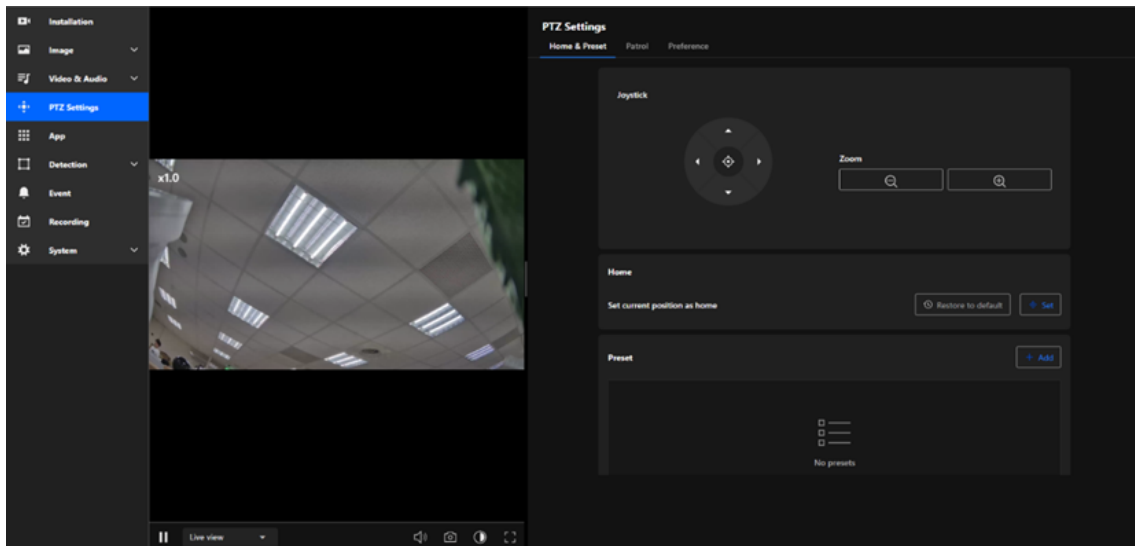 Installation
Image
Video & Audio
PTZ Settings
App
Detection
Event
Recording
System
x1.0
Live view
PTZ Settings
Home & Preset
Patrol
Preference
Joystick
Zoom
Home
Set current position as home
Restore to default
+ Set
Preset
+ Add
No presets